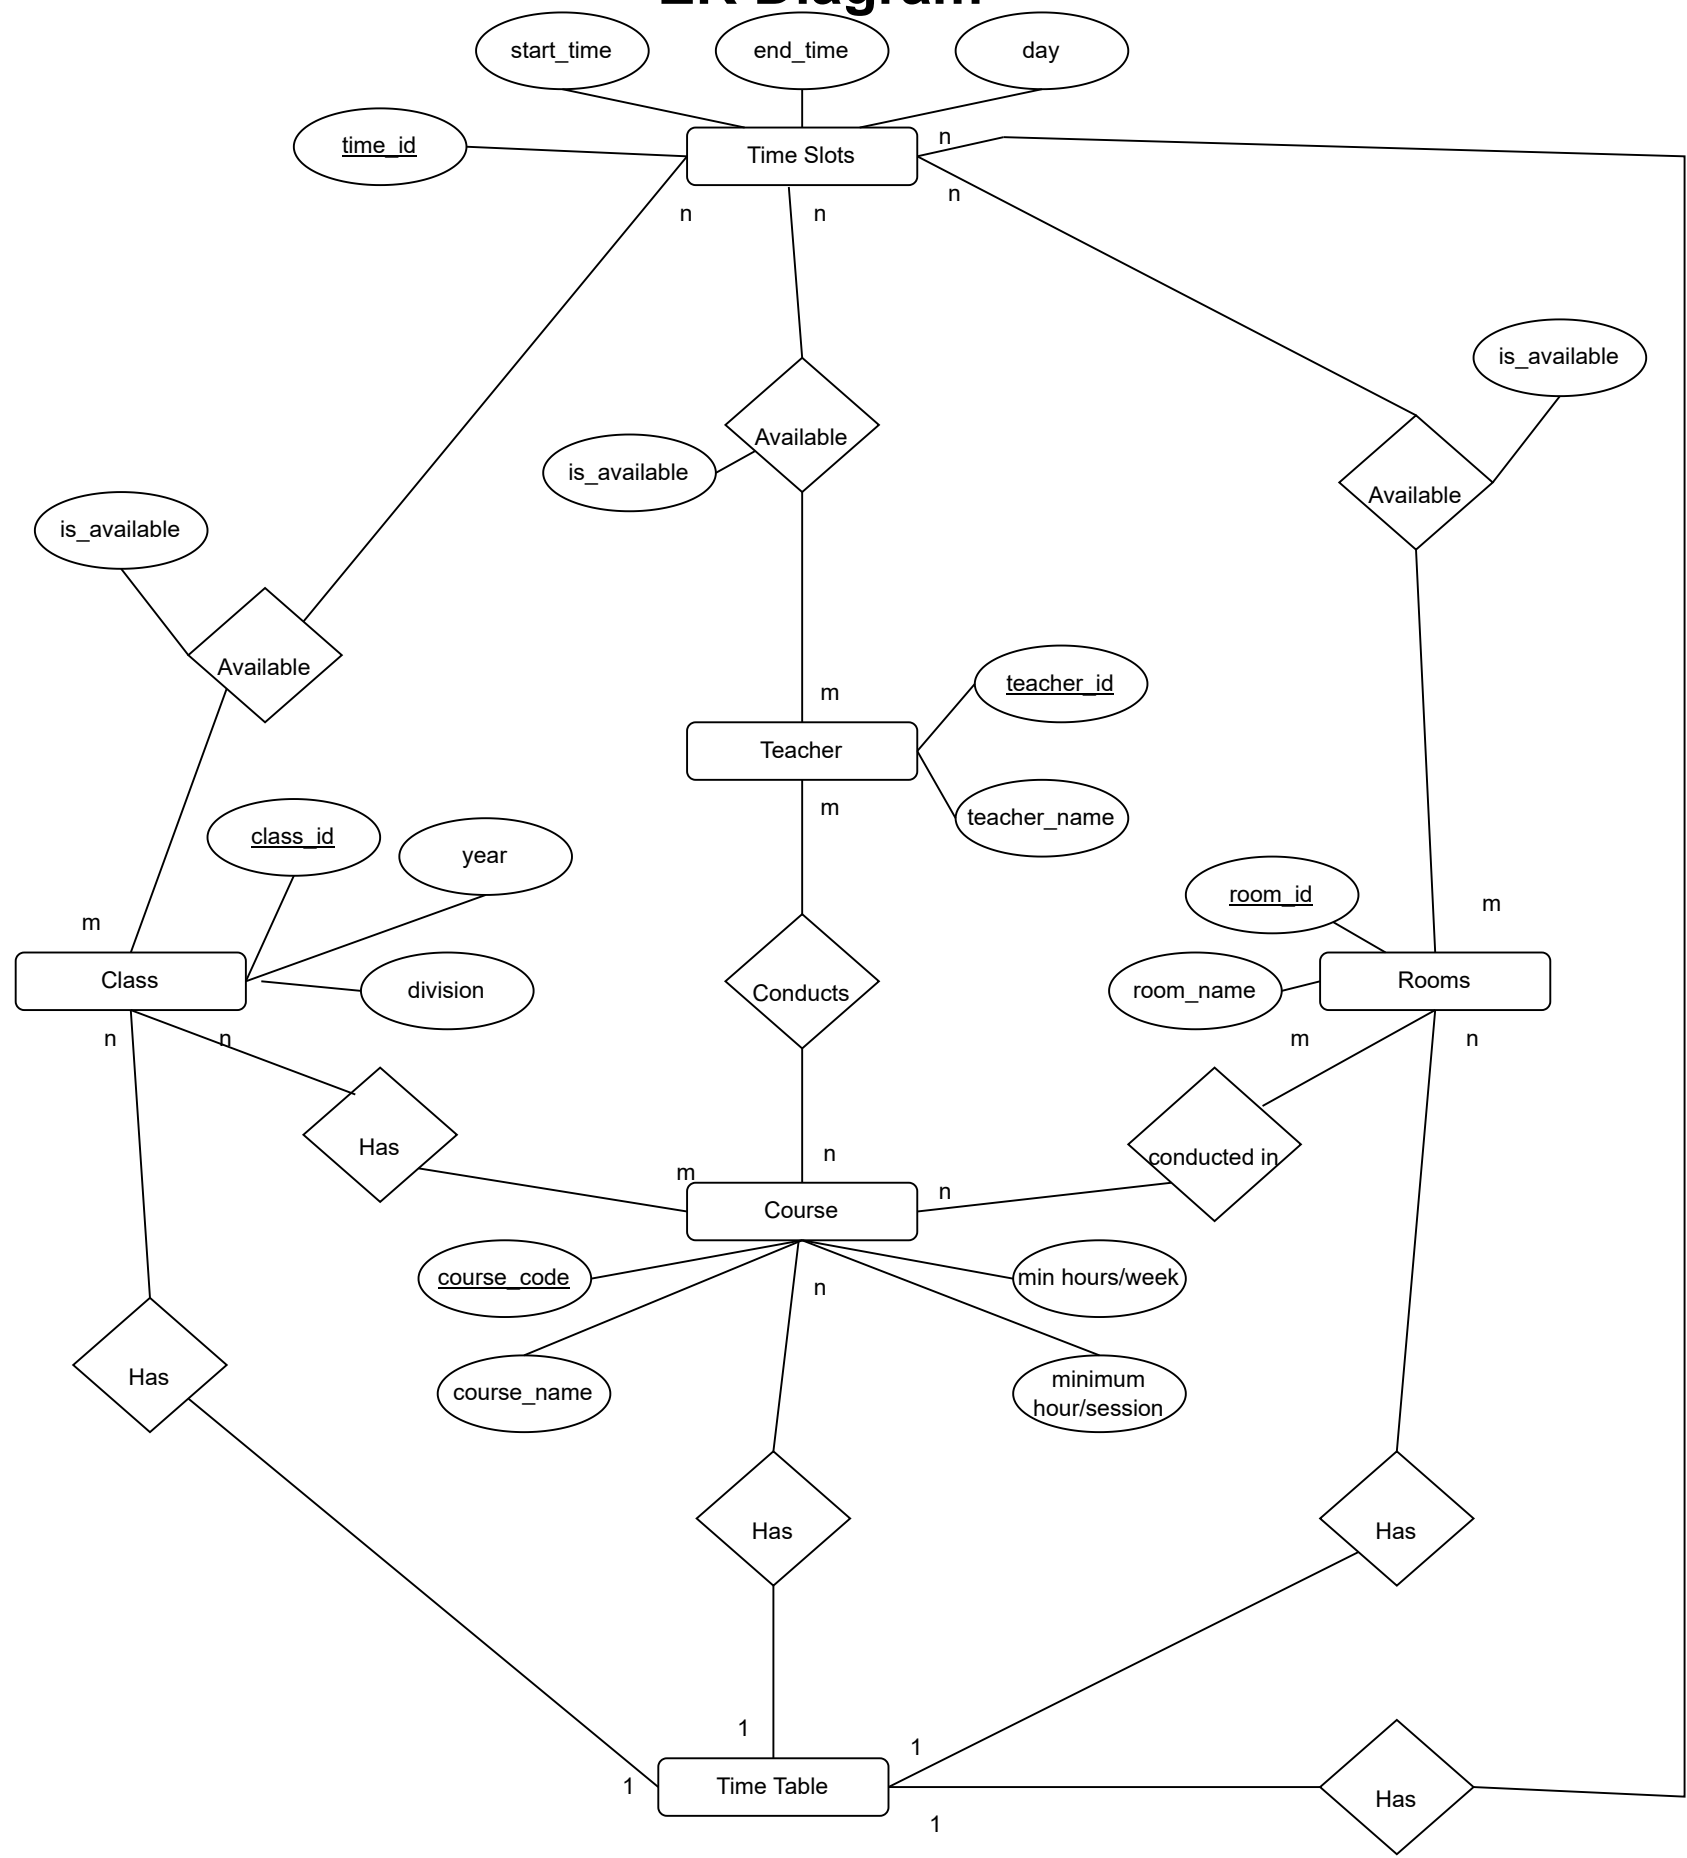 ER Diagram
start_time
end_time
day
time_id
Time Slots
n
n
n
n
is_available
Available
is_available
Available
is_available
Available
m
teacher_id
Teacher
m
teacher_name
class_id
year
room_id
m
m
Class
division
Conducts
room_name
Rooms
n
n
m
n
Has
conducted in
n
m
n
Course
course_code
min hours/week
n
course_name
minimum
hour/session
Has
Has
Has
1
1
1
Time Table
Has
1